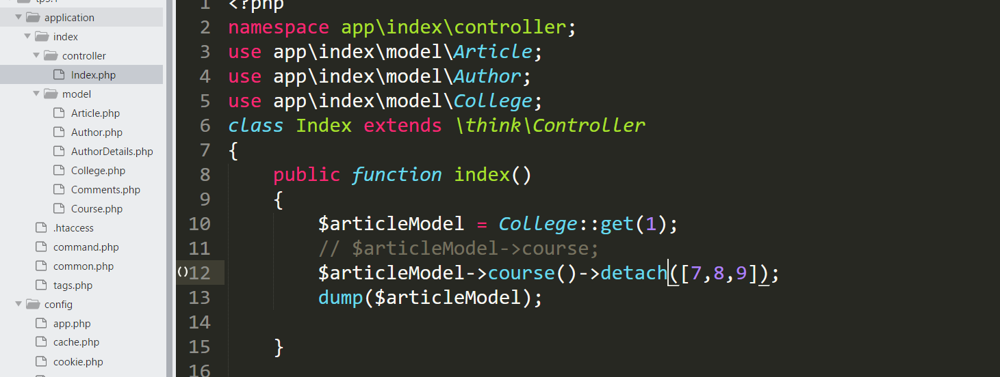 application
index
controller
Index.php
model
Article.php
Author.php
AuthorDetails.php
College.php
Comments.php
Course.php
.htaccess
command.php
common.php
tags.php
config
app.php
cache.php
cookie.php
1 <?php
2 namespace app\index\controller;
3 use app\index\model\Article;
4 use app\index\model\Author;
5 use app\index\model\College;
6 class Index extends \think\Controller
7 {
8 public function index()
9 {
10 $articleModel = College::get(1);
11 // $articleModel->course;
12 $articleModel->course()->detach([7,8,9]);
13 dump($articleModel);
14
15 }
16